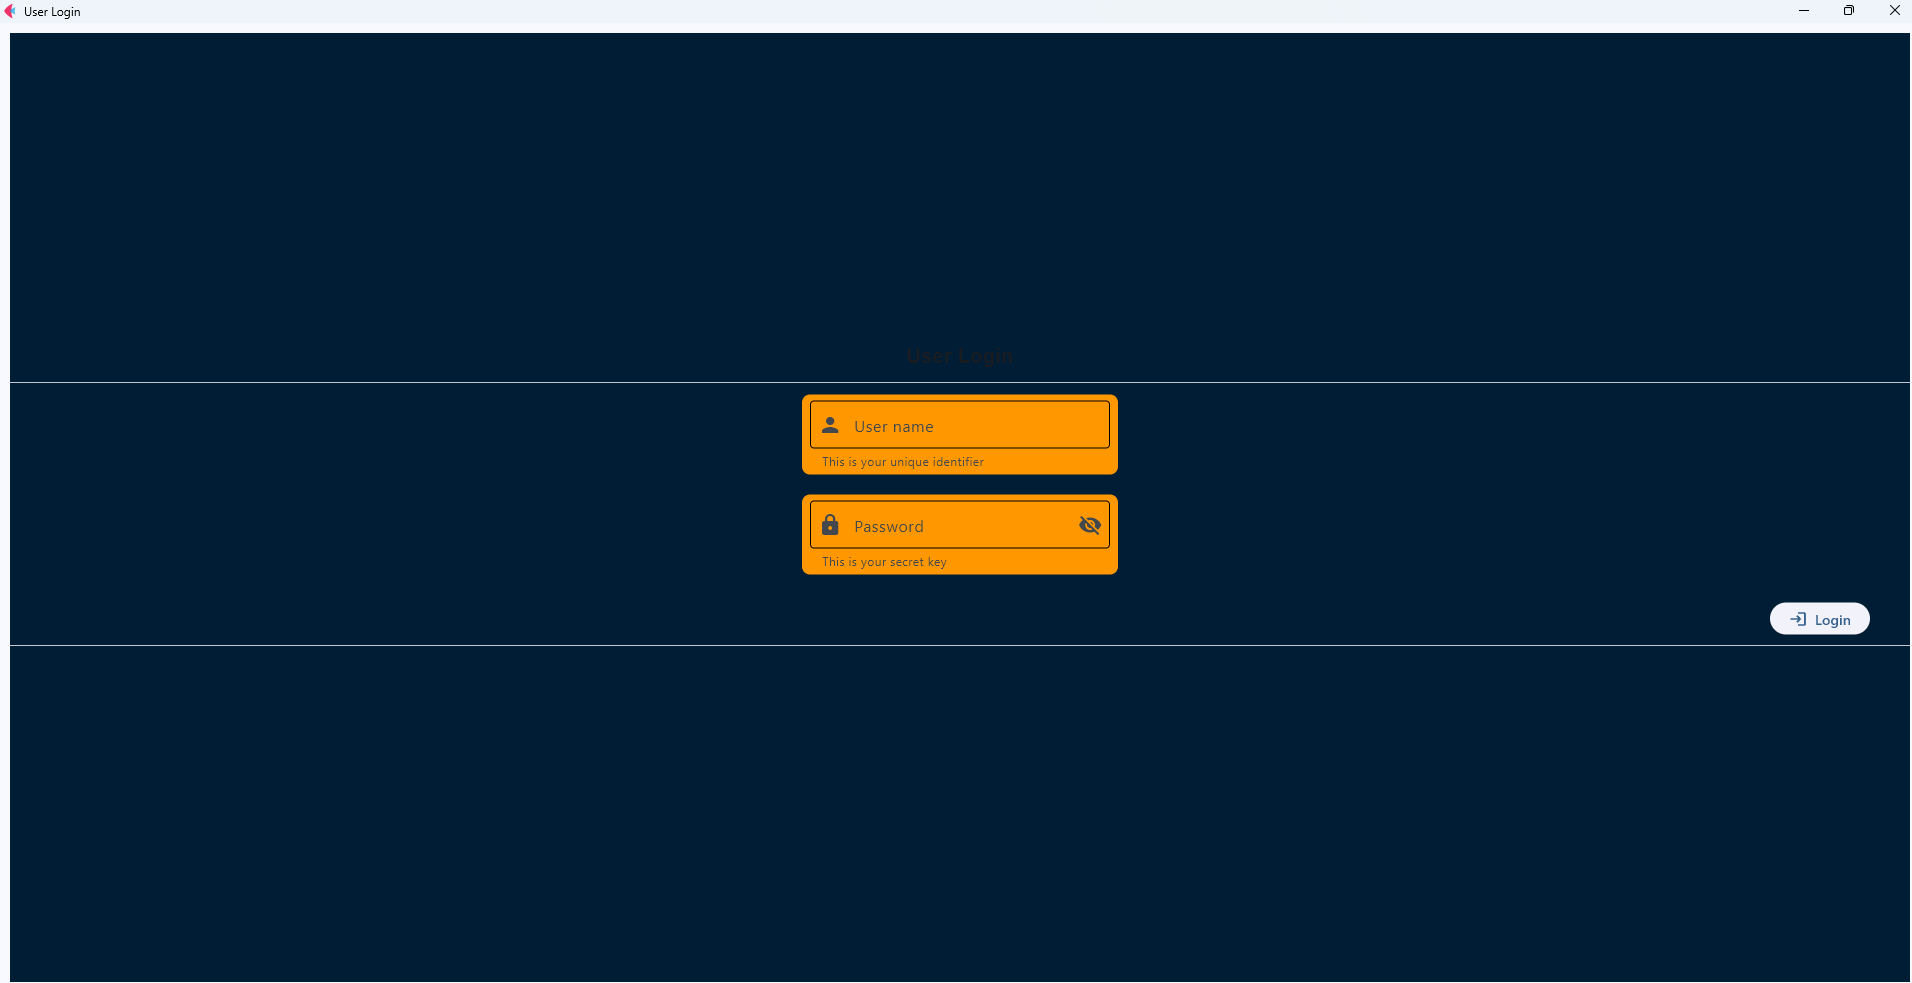 User Login
User Login
User name
This is your unique identifier
Password
This is your secret key
Login